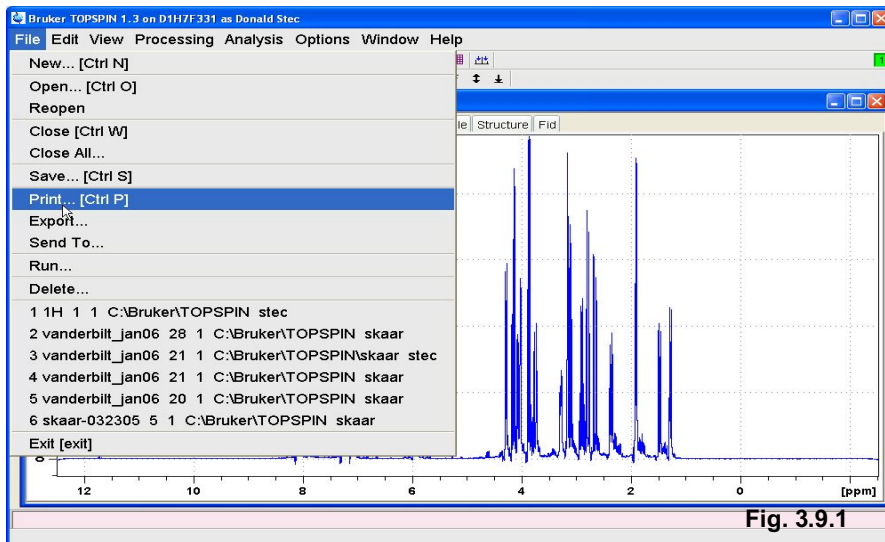 Bruker TOPSPIN 1.3 on D1H7F331 as Donald Stec
File Edit View Processing Analysis Options Window Help
New... [Ctrl N]
Open... [Ctrl O]
Reopen
Close [Ctrl W]
Close All...
Save... [Ctrl S]
Print... [Ctrl P]
Export...
Send To...
Run...
Delete...
1 1H 1 1 C:\Bruker\TOPSPIN stec
2 vanderbilt_jan06 28 1 C:\Bruker\TOPSPIN skaar
3 vanderbilt_jan06 21 1 C:\Bruker\TOPSPIN\skaar stec
4 vanderbilt_jan06 21 1 C:\Bruker\TOPSPIN skaar
5 vanderbilt_jan06 20 1 C:\Bruker\TOPSPIN skaar
6 skaar-032305 5 1 C:\Bruker\TOPSPIN skaar
Exit [exit]
Structure Fid
0
12 10 8 6 4 2 0 [ppm]
Fig. 3.9.1